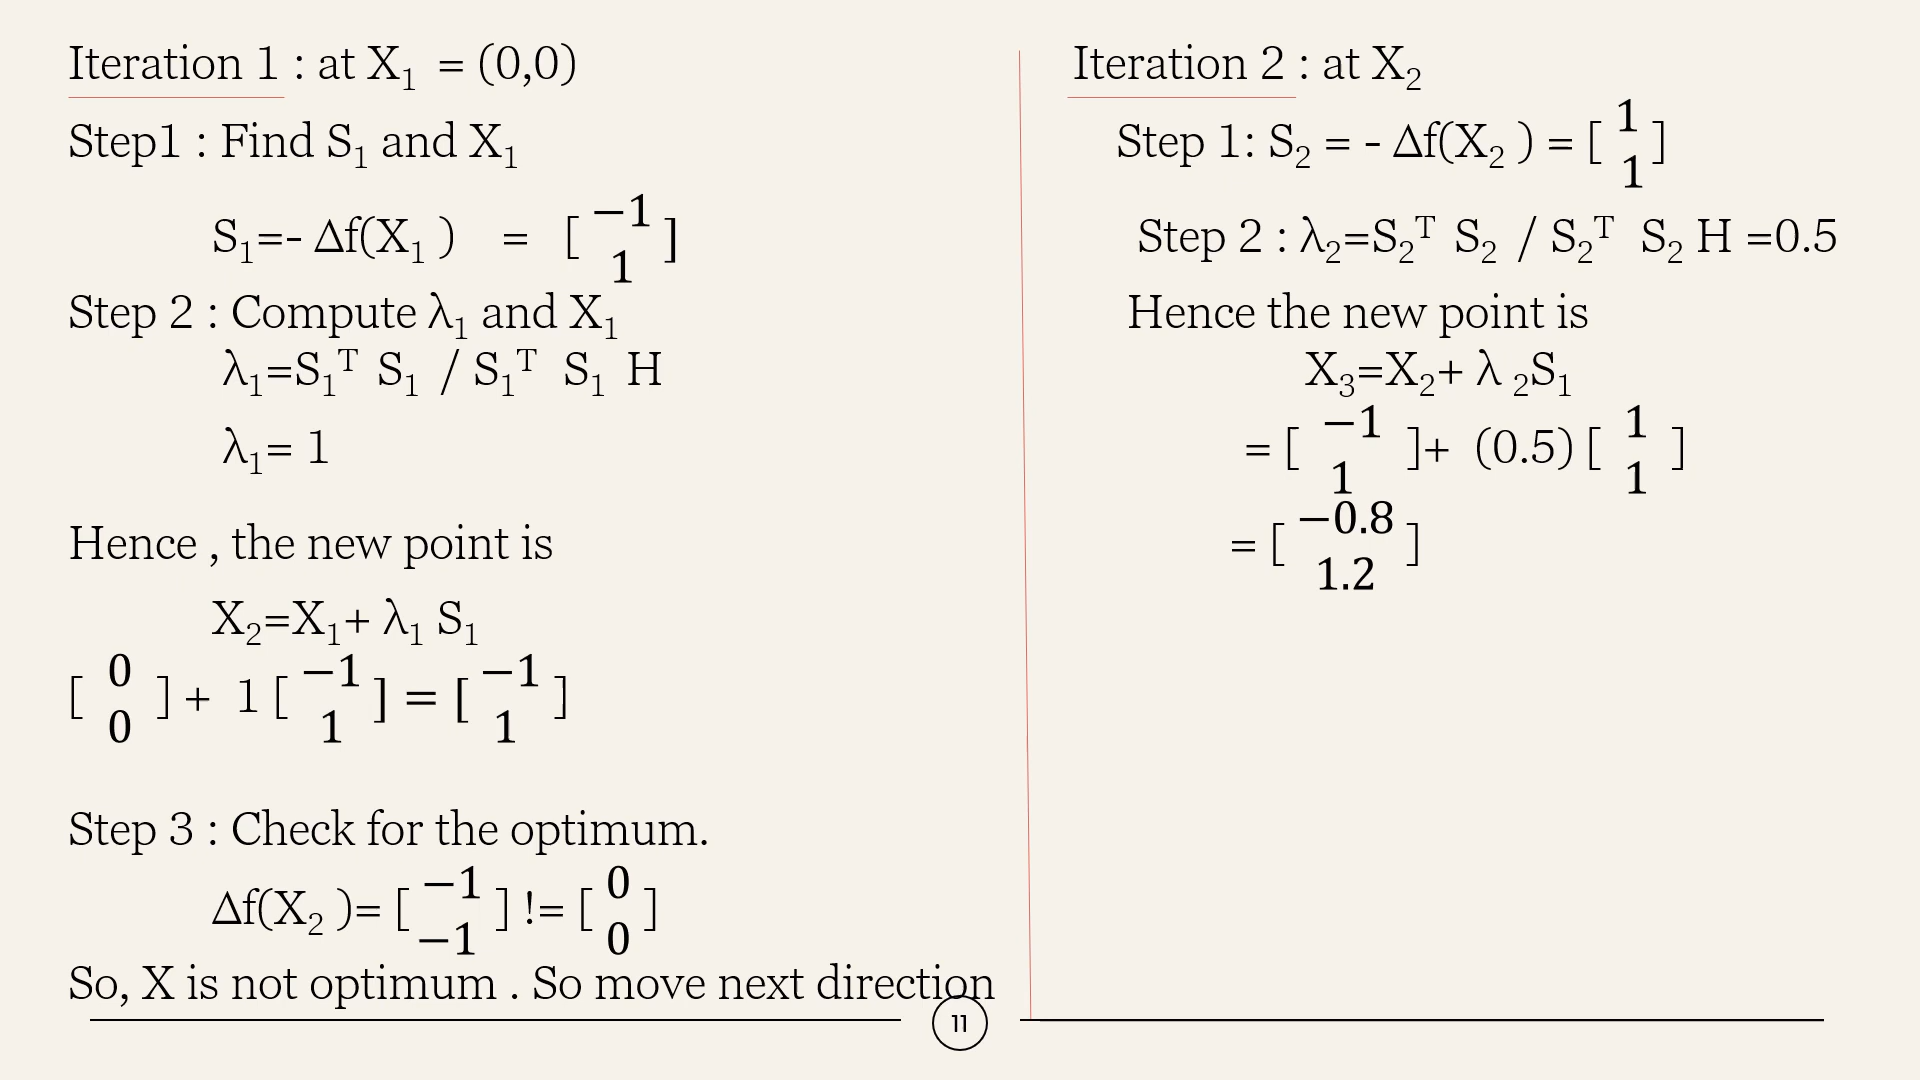 Iteration 1 : at X₁ = (0,0)
Step1 : Find S₁ and X₁
S₁=- Δf(X₁ ) = [ −1 1 ]
Step 2 : Compute λ₁ and X₁
λ₁=S₁ᵀ S₁ / S₁ᵀ S₁ H
λ₁= 1
Hence , the new point is
X₂=X₁+ λ₁ S₁
[ 0 0 ] + 1 [ −1 1 ] = [ −1 1 ]
Step 3 : Check for the optimum.
Δf(X₂ )= [ −1 −1 ] != [ 0 0 ]
So, X is not optimum . So move next direction
Iteration 2 : at X₂
Step 1: S₂ = - Δf(X₂ ) = [ 1 1 ]
Step 2 : λ₂=S₂ᵀ S₂ / S₂ᵀ S₂ H =0.5
Hence the new point is
X₃=X₂+ λ ₂S₁
= [ −1 1 ]+ (0.5) [ 1 1 ]
= [ −0.8 1.2 ]
11